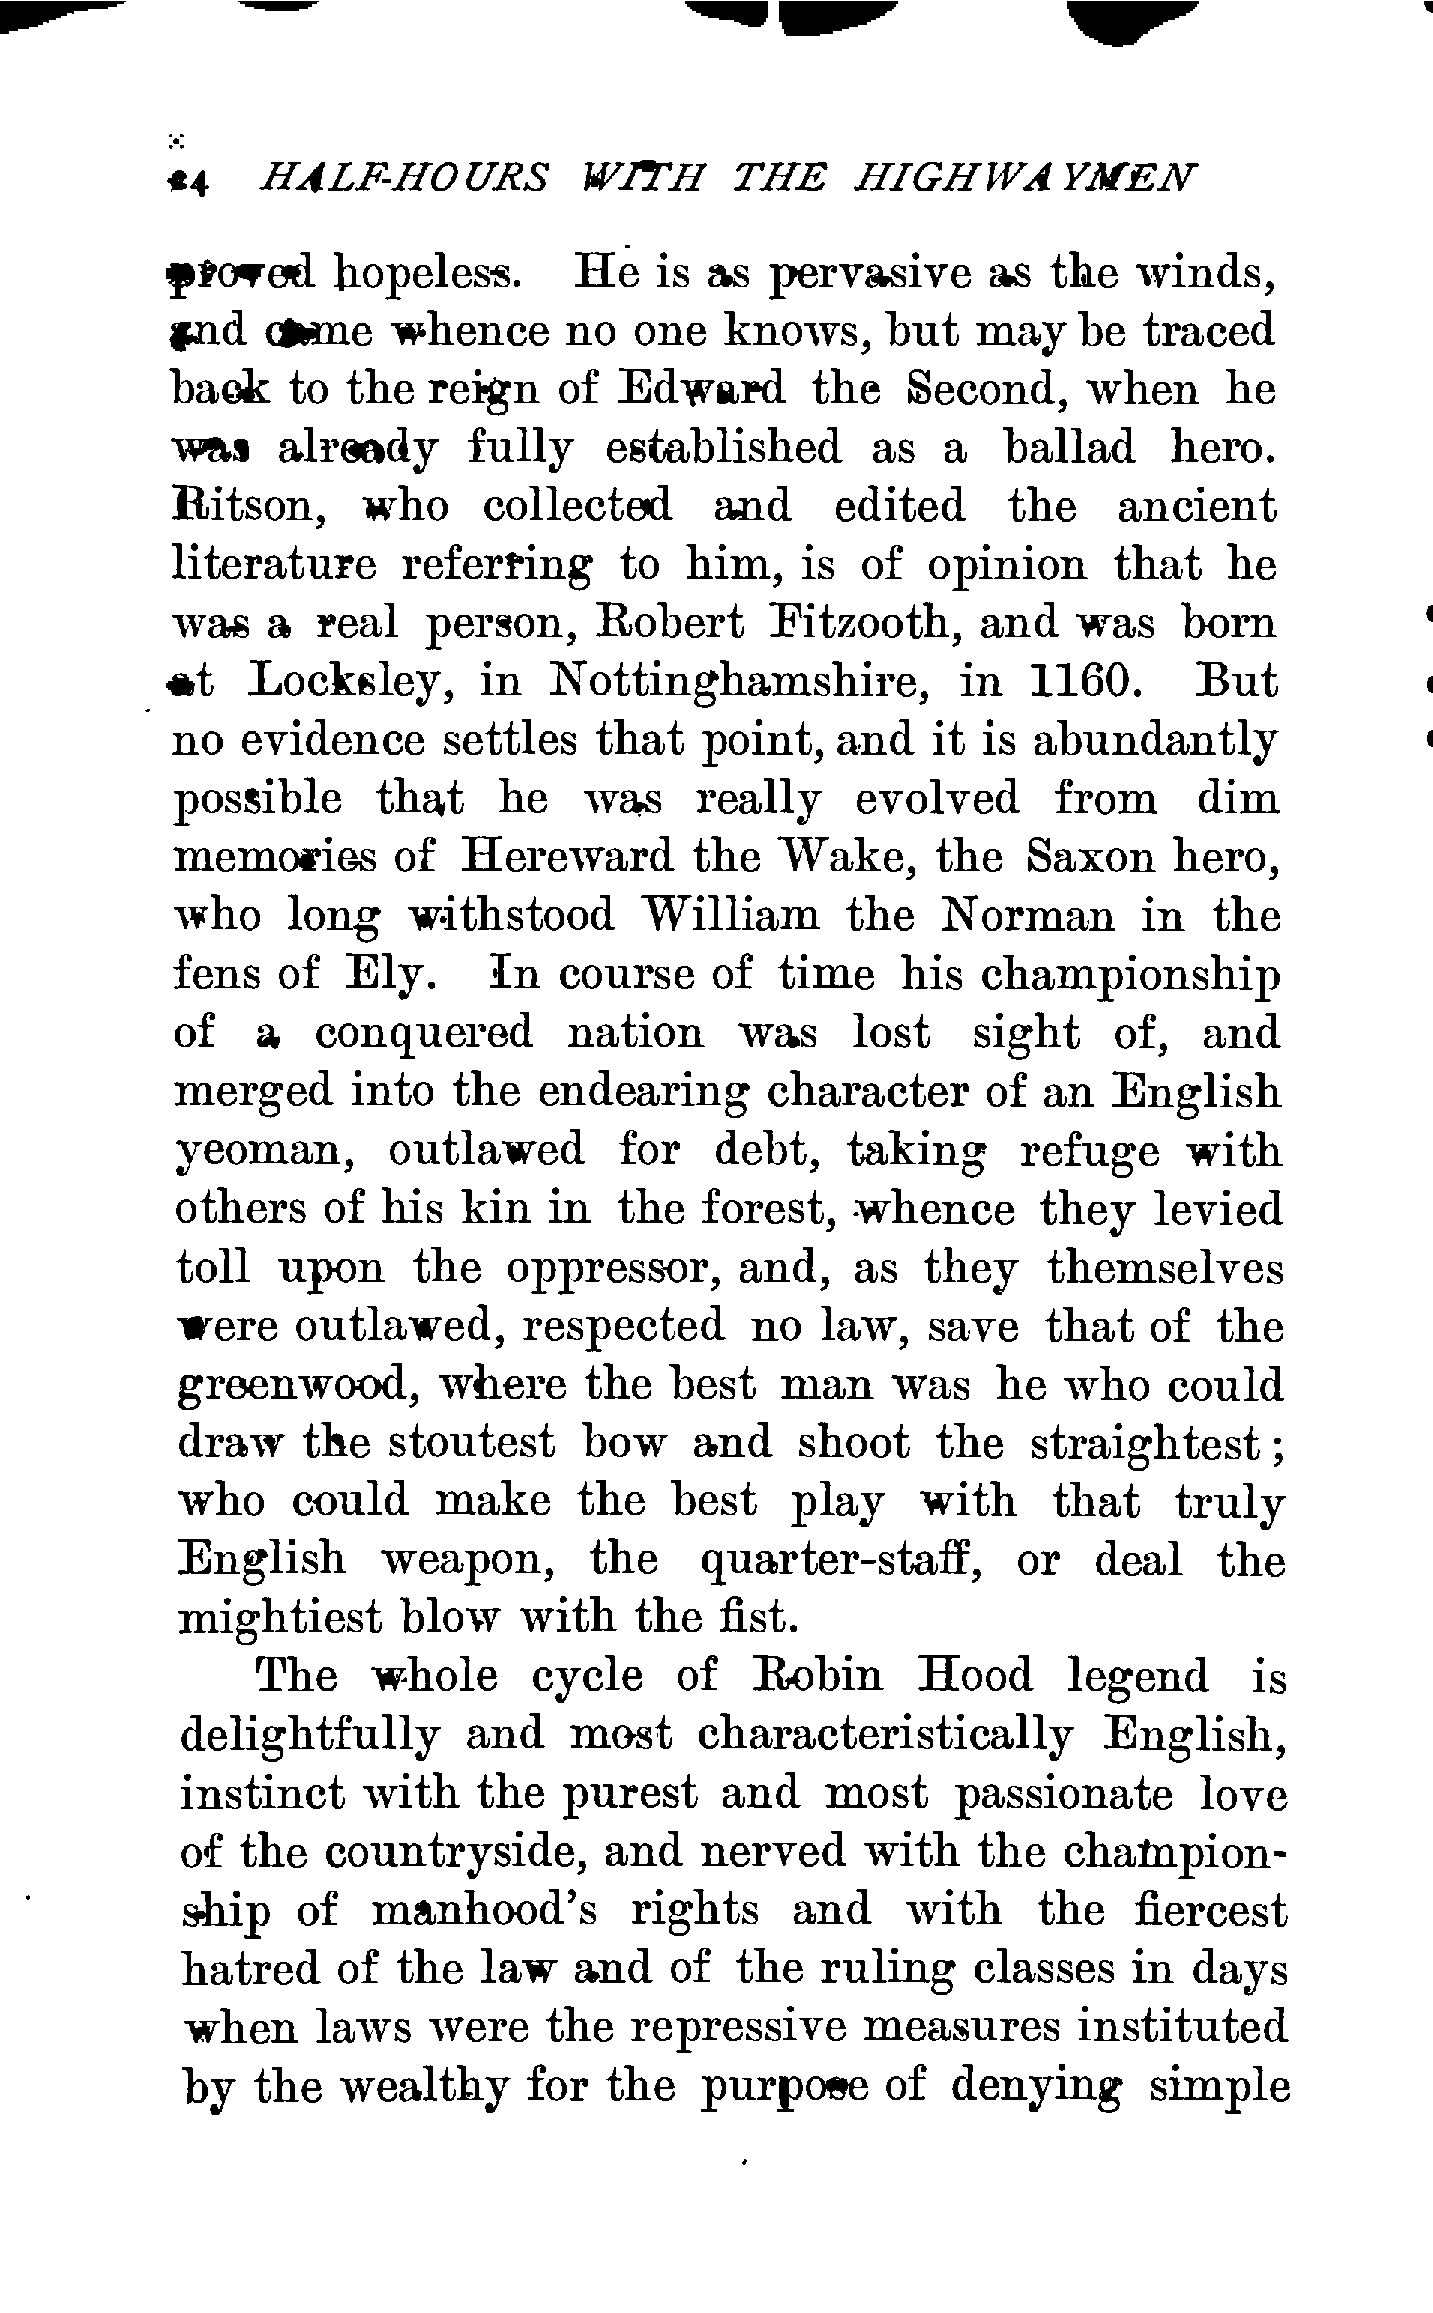 24 HALF-HOURS WITH THE HIGHWAYMEN
proved hopeless. He is as pervasive as the winds,
and came whence no one knows, but may be traced
back to the reign of Edward the Second, when he
was already fully established as a ballad hero.
Ritson, who collected and edited the ancient
literature referring to him, is of opinion that he
was a real person, Robert Fitzooth, and was born
at Locksley, in Nottinghamshire, in 1160. But
no evidence settles that point, and it is abundantly
possible that he was really evolved from dim
memories of Hereward the Wake, the Saxon hero,
who long withstood William the Norman in the
fens of Ely. In course of time his championship
of a conquered nation was lost sight of, and
merged into the endearing character of an English
yeoman, outlawed for debt, taking refuge with
others of his kin in the forest, whence they levied
toll upon the oppressor, and, as they themselves
were outlawed, respected no law, save that of the
greenwood, where the best man was he who could
draw the stoutest bow and shoot the straightest ;
who could make the best play with that truly
English weapon, the quarter-staff, or deal the
mightiest blow with the fist.
The whole cycle of Robin Hood legend is
delightfully and most characteristically English,
instinct with the purest and most passionate love
of the countryside, and nerved with the champion-
ship of manhood's rights and with the fiercest
hatred of the law and of the ruling classes in days
when laws were the repressive measures instituted
by the wealthy for the purpose of denying simple